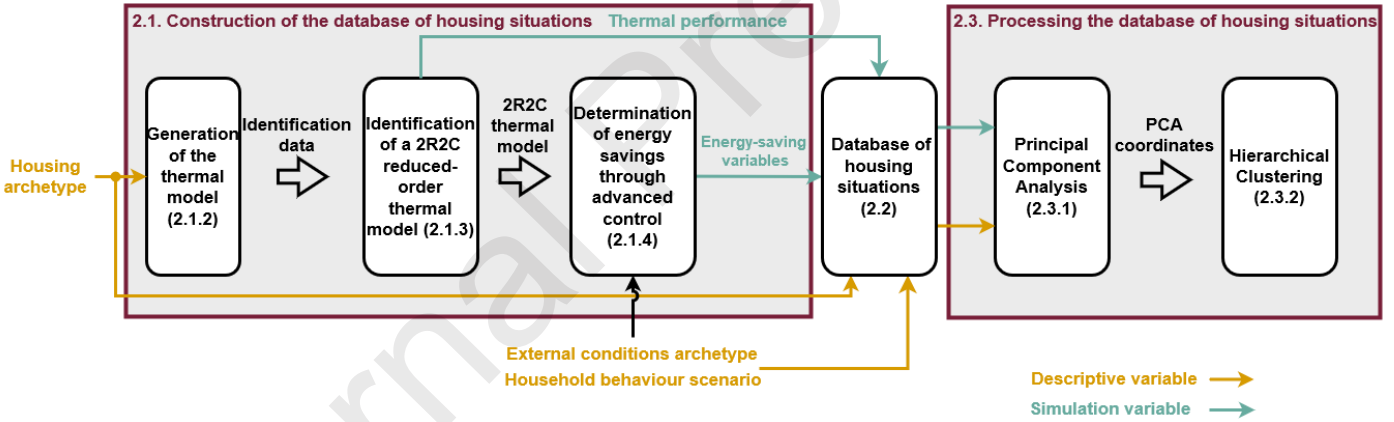 2.1. Construction of the database of housing situations
Thermal performance
2.3. Processing the database of housing situations
Housing
archetype
Generation
of the
thermal
model
(2.1.2)
Identification
data
Identification
of a 2R2C
reduced-
order
thermal
model (2.1.3)
2R2C
thermal
model
Determination
of energy
savings
through
advanced
control
(2.1.4)
Energy-saving
variables
Database of
housing
situations
(2.2)
Principal
Component
Analysis
(2.3.1)
PCA
coordinates
Hierarchical
Clustering
(2.3.2)
External conditions archetype
Household behaviour scenario
Descriptive variable
Simulation variable
rnal Pre